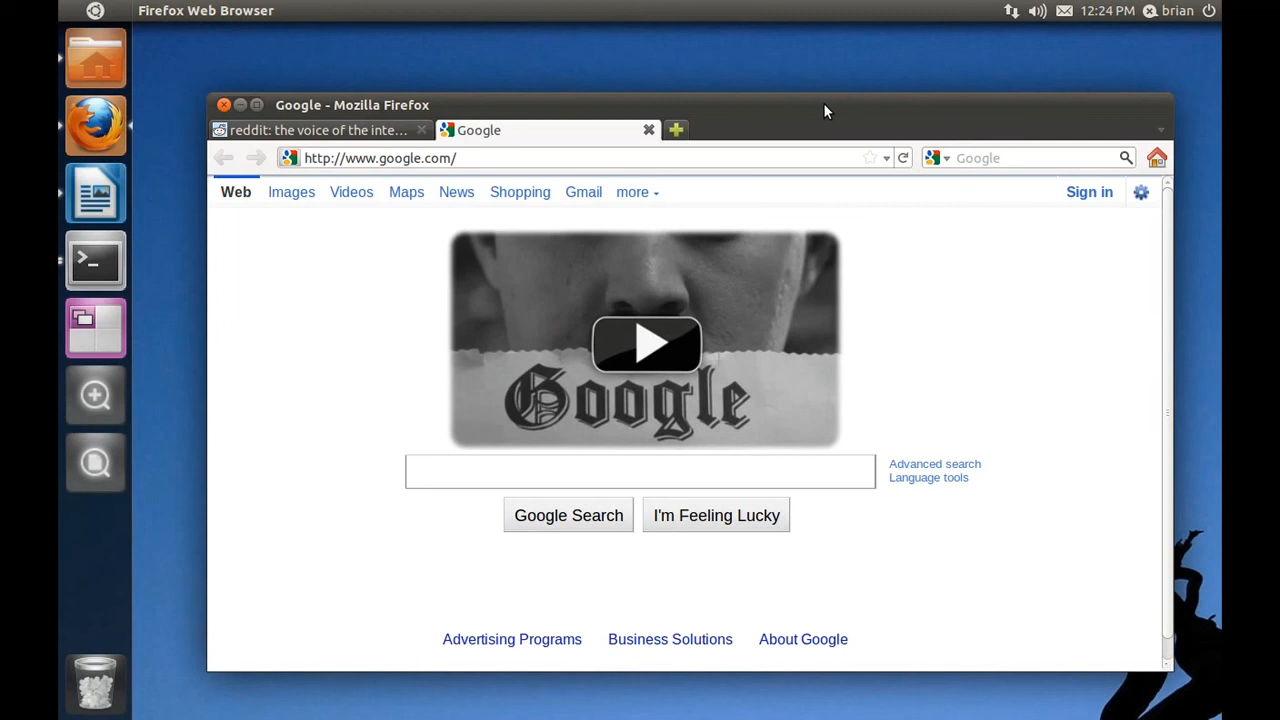 Firefox Web Browser
12:24 PM brian
Google - Mozilla Firefox
reddit: the voice of the inte... Google
http://www.google.com/ Google
Web Images Videos Maps News Shopping Gmail more Sign in
Google
Advanced search
Language tools
Google Search I'm Feeling Lucky
Advertising Programs Business Solutions About Google